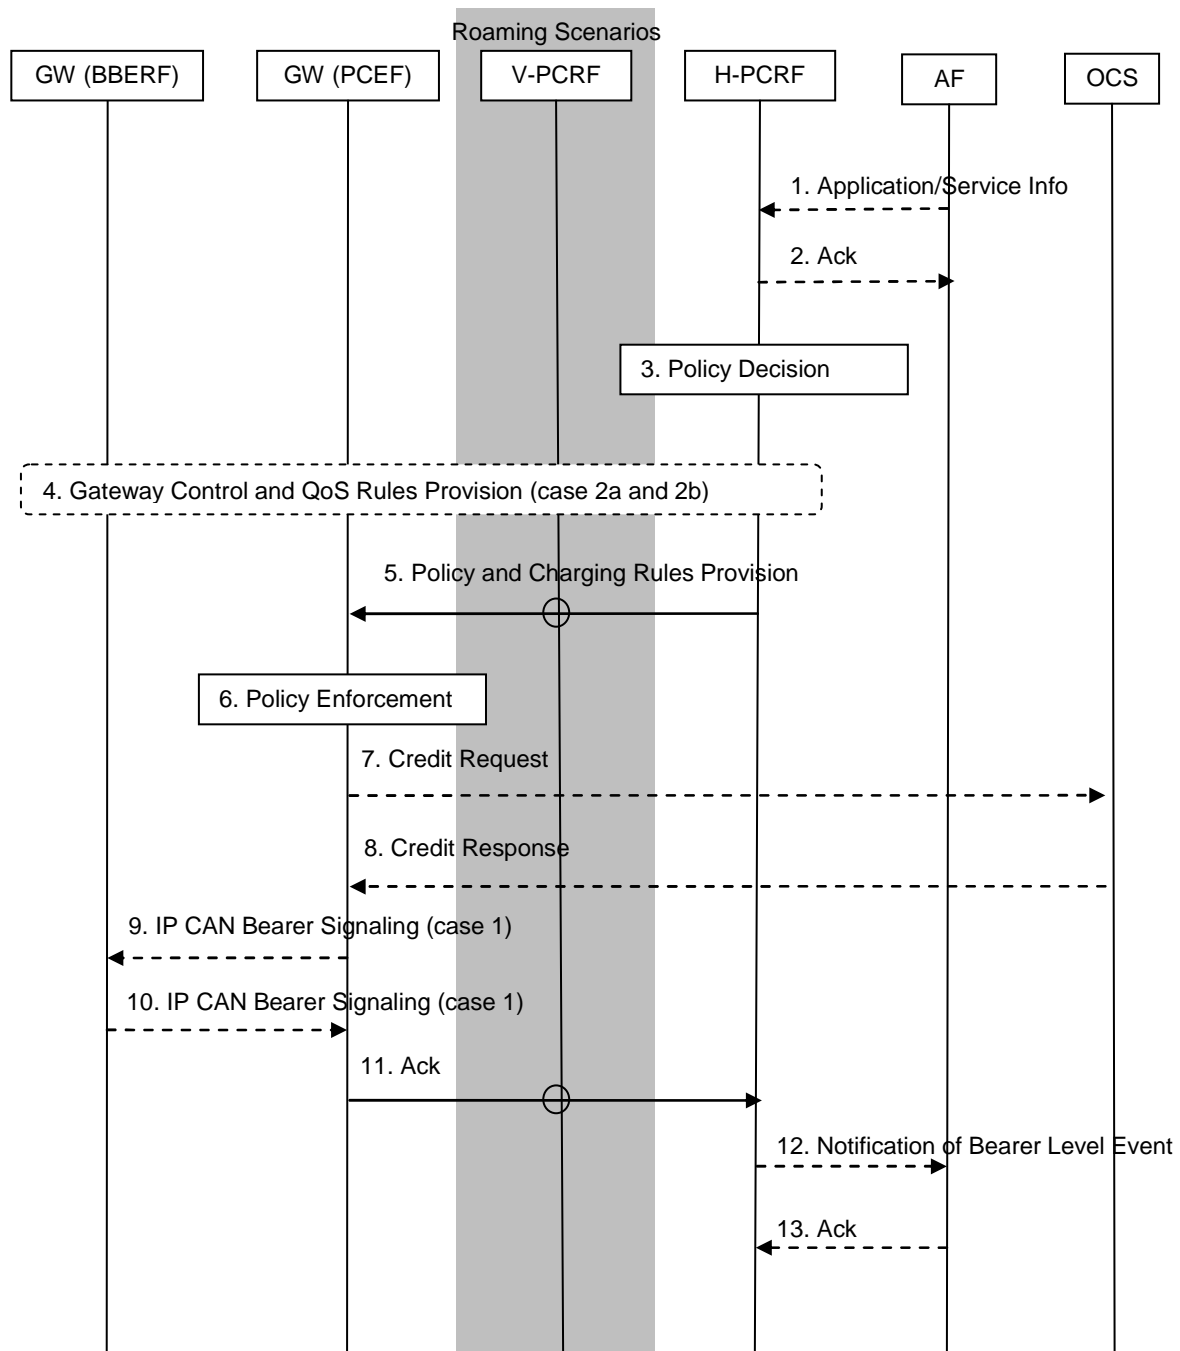 Roaming Scenarios
GW (BBERF)
GW (PCEF)
V-PCRF
H-PCRF
AF
OCS
1. Application/Service Info
2. Ack
3. Policy Decision
4. Gateway Control and QoS Rules Provision (case 2a and 2b)
5. Policy and Charging Rules Provision
6. Policy Enforcement
7. Credit Request
8. Credit Response
9. IP CAN Bearer Signaling (case 1)
10. IP CAN Bearer Signaling (case 1)
11. Ack
12. Notification of Bearer Level Event
13. Ack